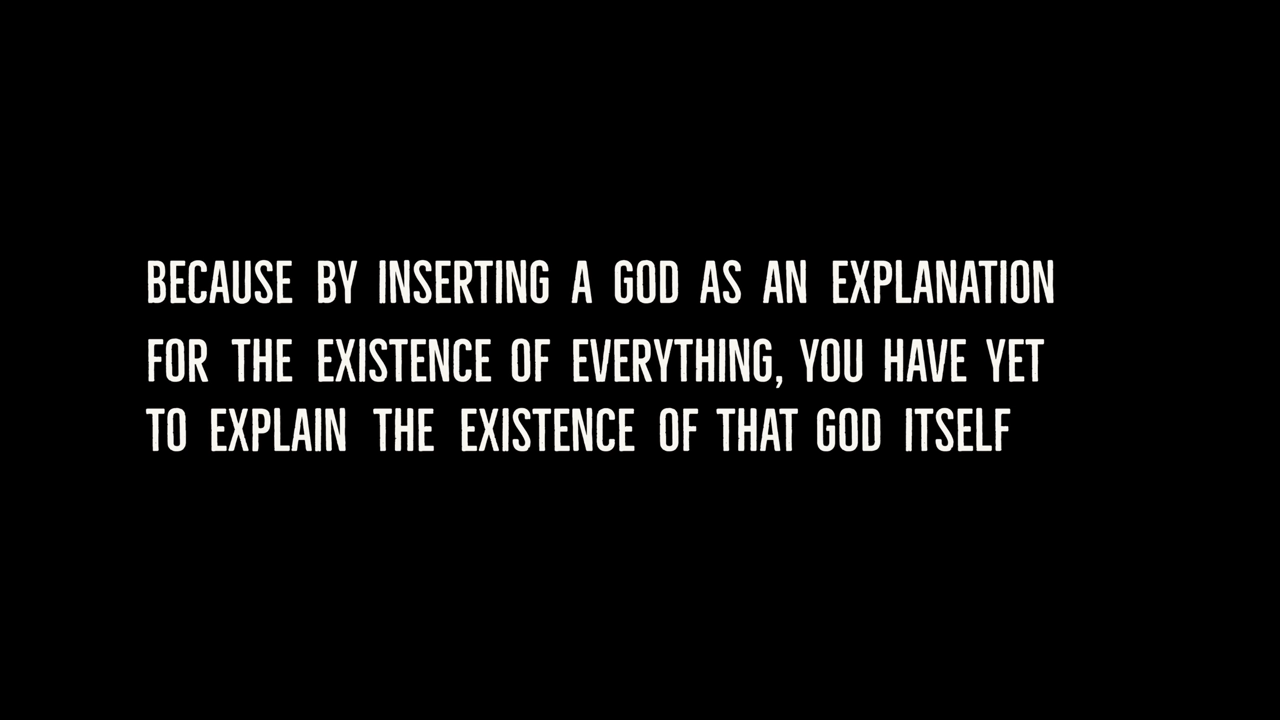 BECAUSE BY INSERTING A GOD AS AN EXPLANATION
FOR THE EXISTENCE OF EVERYTHING, YOU HAVE YET
TO EXPLAIN THE EXISTENCE OF THAT GOD ITSELF